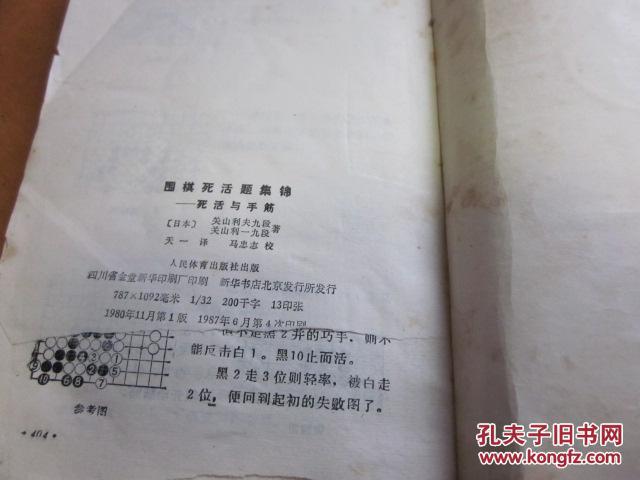 围棋死活题集锦
——死活与手筋
〔日本〕 关山利夫九段
关山利一九段 著
天一 译 马忠志 校
人民体育出版社出版
四川省金堂新华印刷厂印刷 新华书店北京发行所发行
787×1092毫米 1/32 200千字 13印张
1980年11月第1版 1987年6月第4次印刷
黑2并的巧手，则不
能反击白1。黑10止而活。
黑2走3位则轻率，被白走
2位，便回到起初的失败图了。
参考图
·404·
孔夫子旧书网
www.kongfz.com